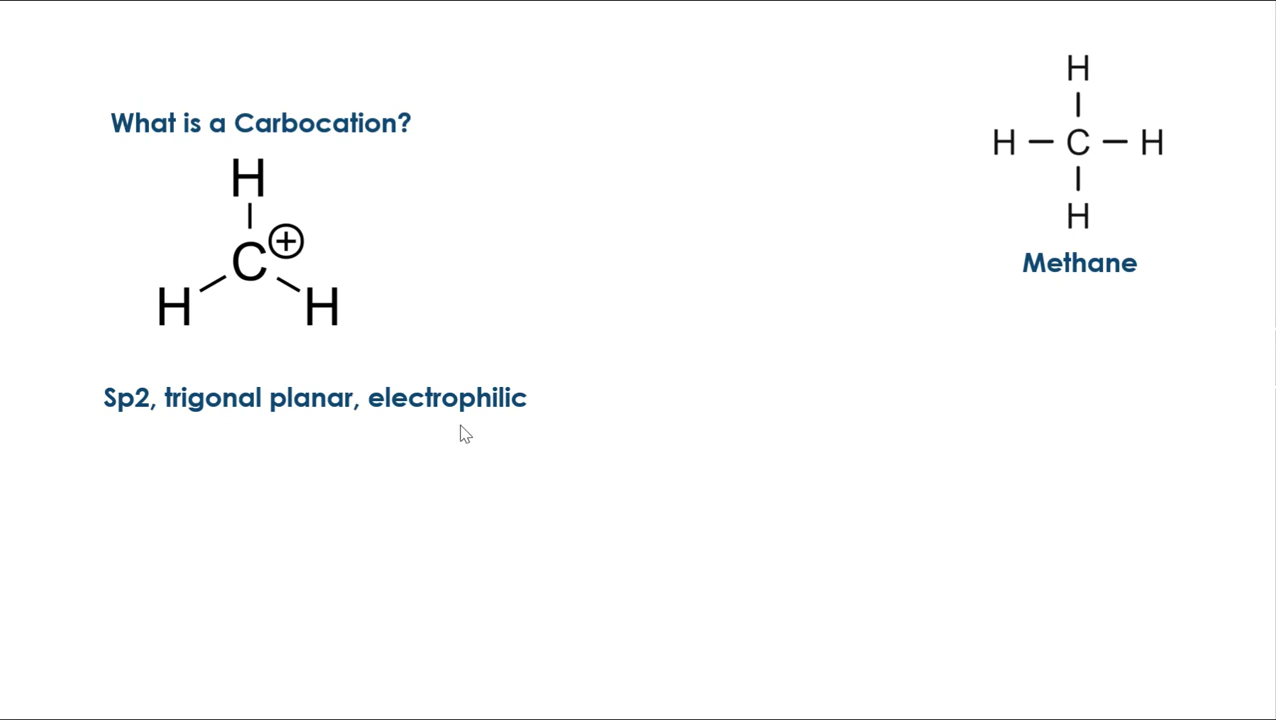 What is a Carbocation?
H
C⊕
H H
Sp2, trigonal planar, electrophilic
H
H – C – H
H
Methane